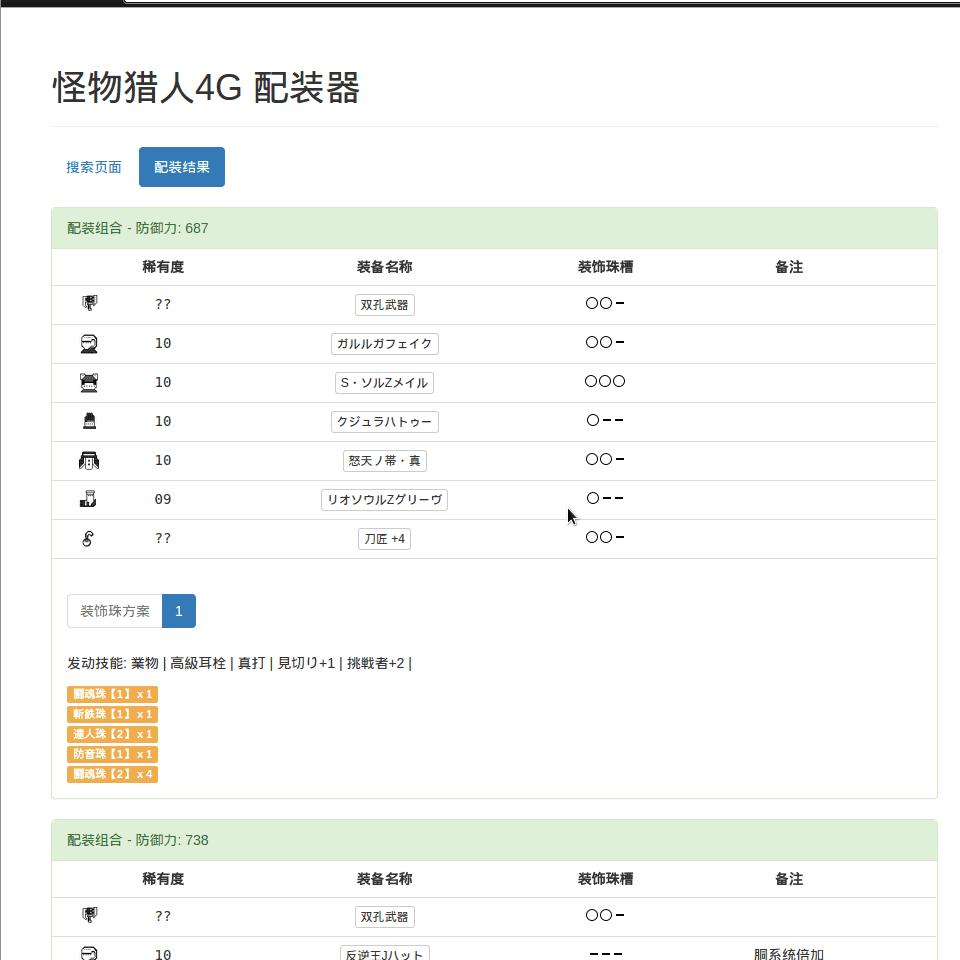 怪物猎人4G 配装器
搜索页面 配装结果
配装组合 - 防御力: 687
稀有度 装备名称 装饰珠槽 备注
?? 双孔武器 ○○-
10 ガルルガフェイク ○○-
10 S・ソルZメイル ○○○
10 クジュラハトゥー ○--
10 怒天ノ帯・真 ○○-
09 リオソウルZグリーヴ ○--
?? 刀匠 +4 ○○-
装饰珠方案 1
发动技能: 業物 | 高級耳栓 | 真打 | 見切り+1 | 挑戦者+2 |
闘魂珠【1】 x 1
斬鉄珠【1】 x 1
達人珠【2】 x 1
防音珠【1】 x 1
闘魂珠【2】 x 4
配装组合 - 防御力: 738
稀有度 装备名称 装饰珠槽 备注
?? 双孔武器 ○○-
10 反逆王Jハット --- 胴系统倍加